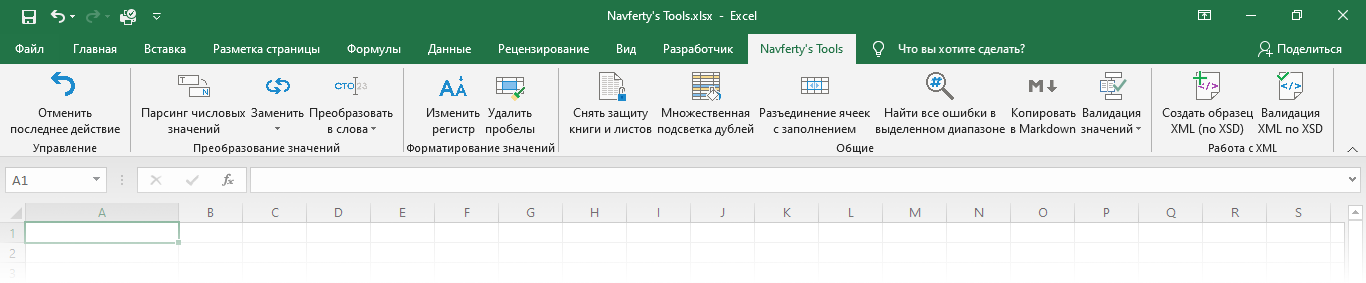 Navferty's Tools.xlsx - Excel
Файл Главная Вставка Разметка страницы Формулы Данные Рецензирование Вид Разработчик Navferty's Tools Что вы хотите сделать? Поделиться
T N СТО 123 A A # M
Отменить Парсинг числовых Заменить Преобразовать Изменить Удалить Снять защиту Множественная Разъединение ячеек Найти все ошибки в Копировать Валидация Создать образец Валидация
последнее действие значений в слова регистр пробелы книги и листов подсветка дублей с заполнением выделенном диапазоне в Markdown значений XML (по XSD) XML по XSD
Управление Преобразование значений Форматирование значений Общие Работа с XML
A1 fx
A B C D E F G H I J K L M N O P Q R S
1
2
3